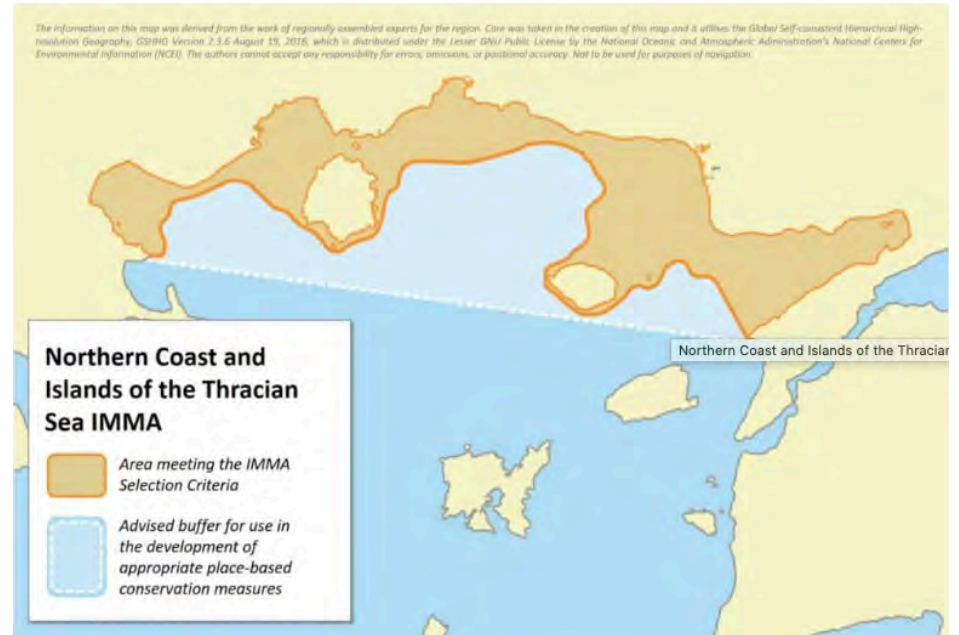 The information on this map was derived from the work of regionally assembled experts for the region. Care was taken in the creation of this map and it utilises the Global Self-consistent Hierarchical High-
resolution Geography, GSHHG Version 2.3.6 August 19, 2016, which is distributed under the Lesser GNU Public License by the National Oceanic and Atmospheric Administration's National Centers for
Environmental Information (NCEI). The authors cannot accept any responsibility for errors, omissions, or positional accuracy. Not to be used for purposes of navigation.
Northern Coast and Islands of the Thracian
Northern Coast and
Islands of the Thracian
Sea IMMA
Area meeting the IMMA
Selection Criteria
Advised buffer for use in
the development of
appropriate place-based
conservation measures